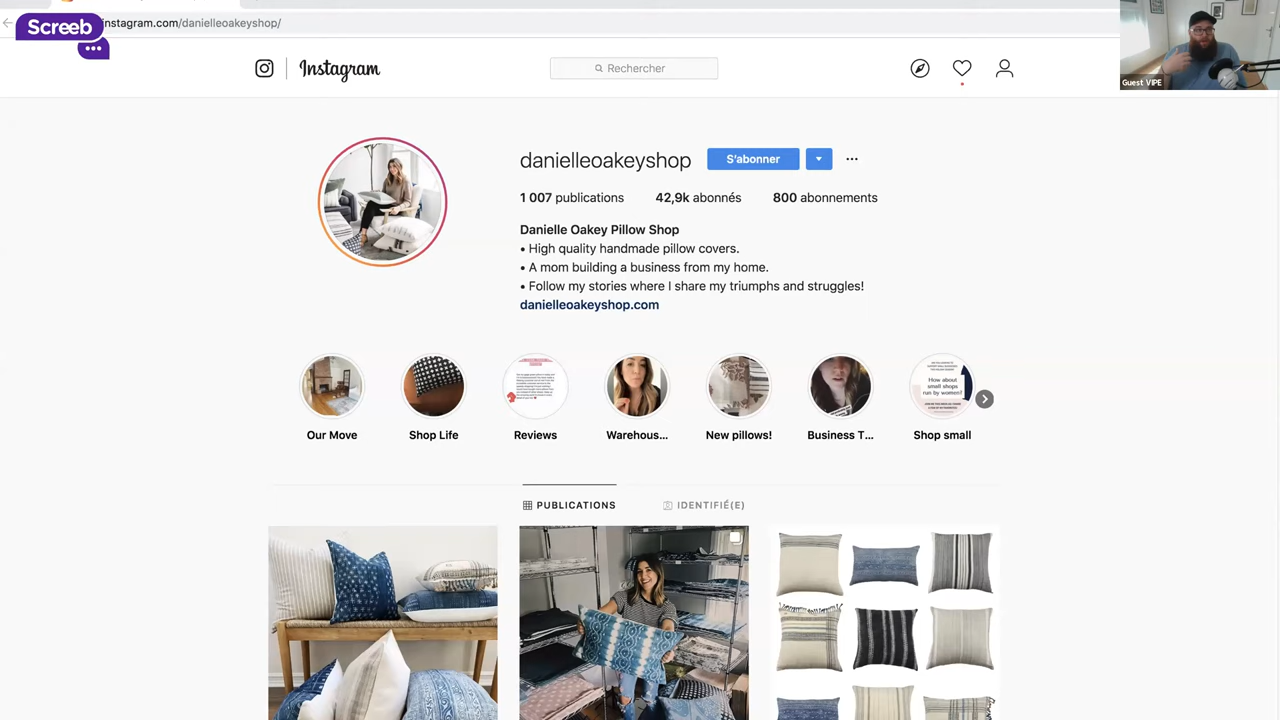 instagram.com/danielleoakeyshop/
Screeb
Guest VIPE
Instagram
Rechercher
danielleoakeyshop
S'abonner
1 007 publications 42,9k abonnés 800 abonnements
Danielle Oakey Pillow Shop
• High quality handmade pillow covers.
• A mom building a business from my home.
• Follow my stories where I share my triumphs and struggles!
danielleoakeyshop.com
How about
small shops
run by women?
Our Move Shop Life Reviews Warehous... New pillows! Business T... Shop small
PUBLICATIONS IDENTIFIÉ(E)